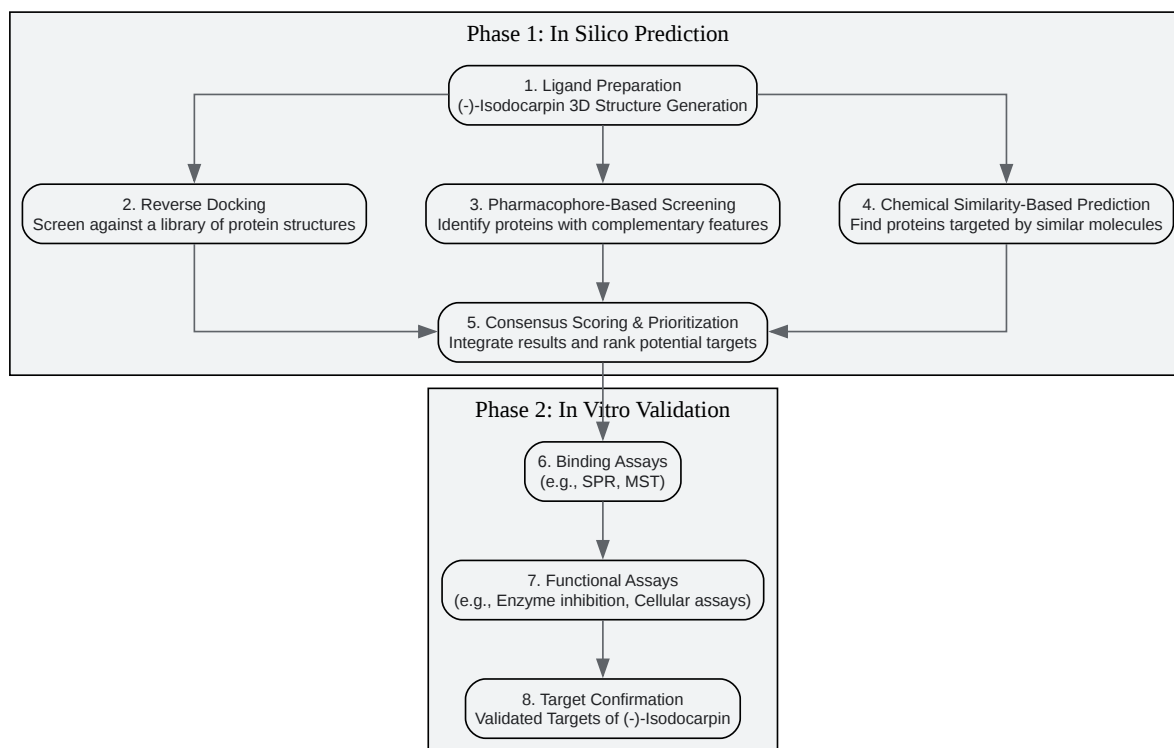 Phase 1: In Silico Prediction
1. Ligand Preparation
(-)-Isodocarpin 3D Structure Generation
2. Reverse Docking
Screen against a library of protein structures
3. Pharmacophore-Based Screening
Identify proteins with complementary features
4. Chemical Similarity-Based Prediction
Find proteins targeted by similar molecules
5. Consensus Scoring & Prioritization
Integrate results and rank potential targets
Phase 2: In Vitro Validation
6. Binding Assays
(e.g., SPR, MST)
7. Functional Assays
(e.g., Enzyme inhibition, Cellular assays)
8. Target Confirmation
Validated Targets of (-)-Isodocarpin